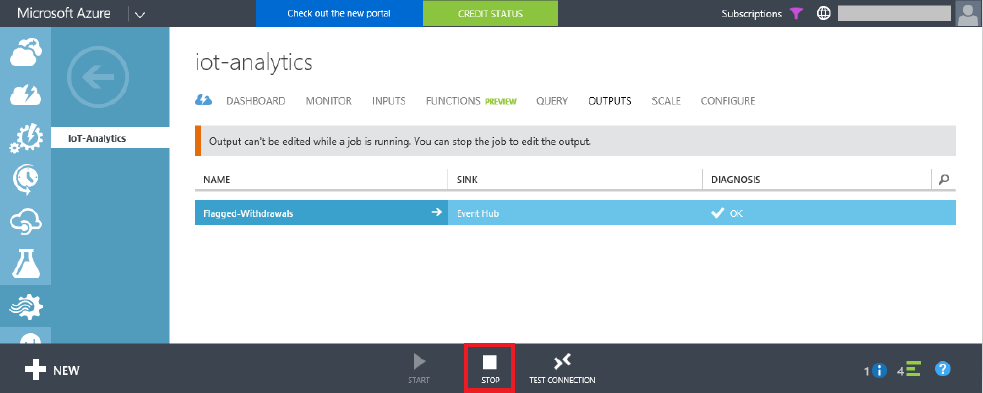 Microsoft Azure Check out the new portal CREDIT STATUS Subscriptions
iot-analytics
DASHBOARD MONITOR INPUTS FUNCTIONS PREVIEW QUERY OUTPUTS SCALE CONFIGURE
IoT-Analytics
Output can't be edited while a job is running. You can stop the job to edit the output.
NAME SINK DIAGNOSIS
Flagged-Withdrawals Event Hub OK
NEW START STOP TEST CONNECTION 1 i 4 ?